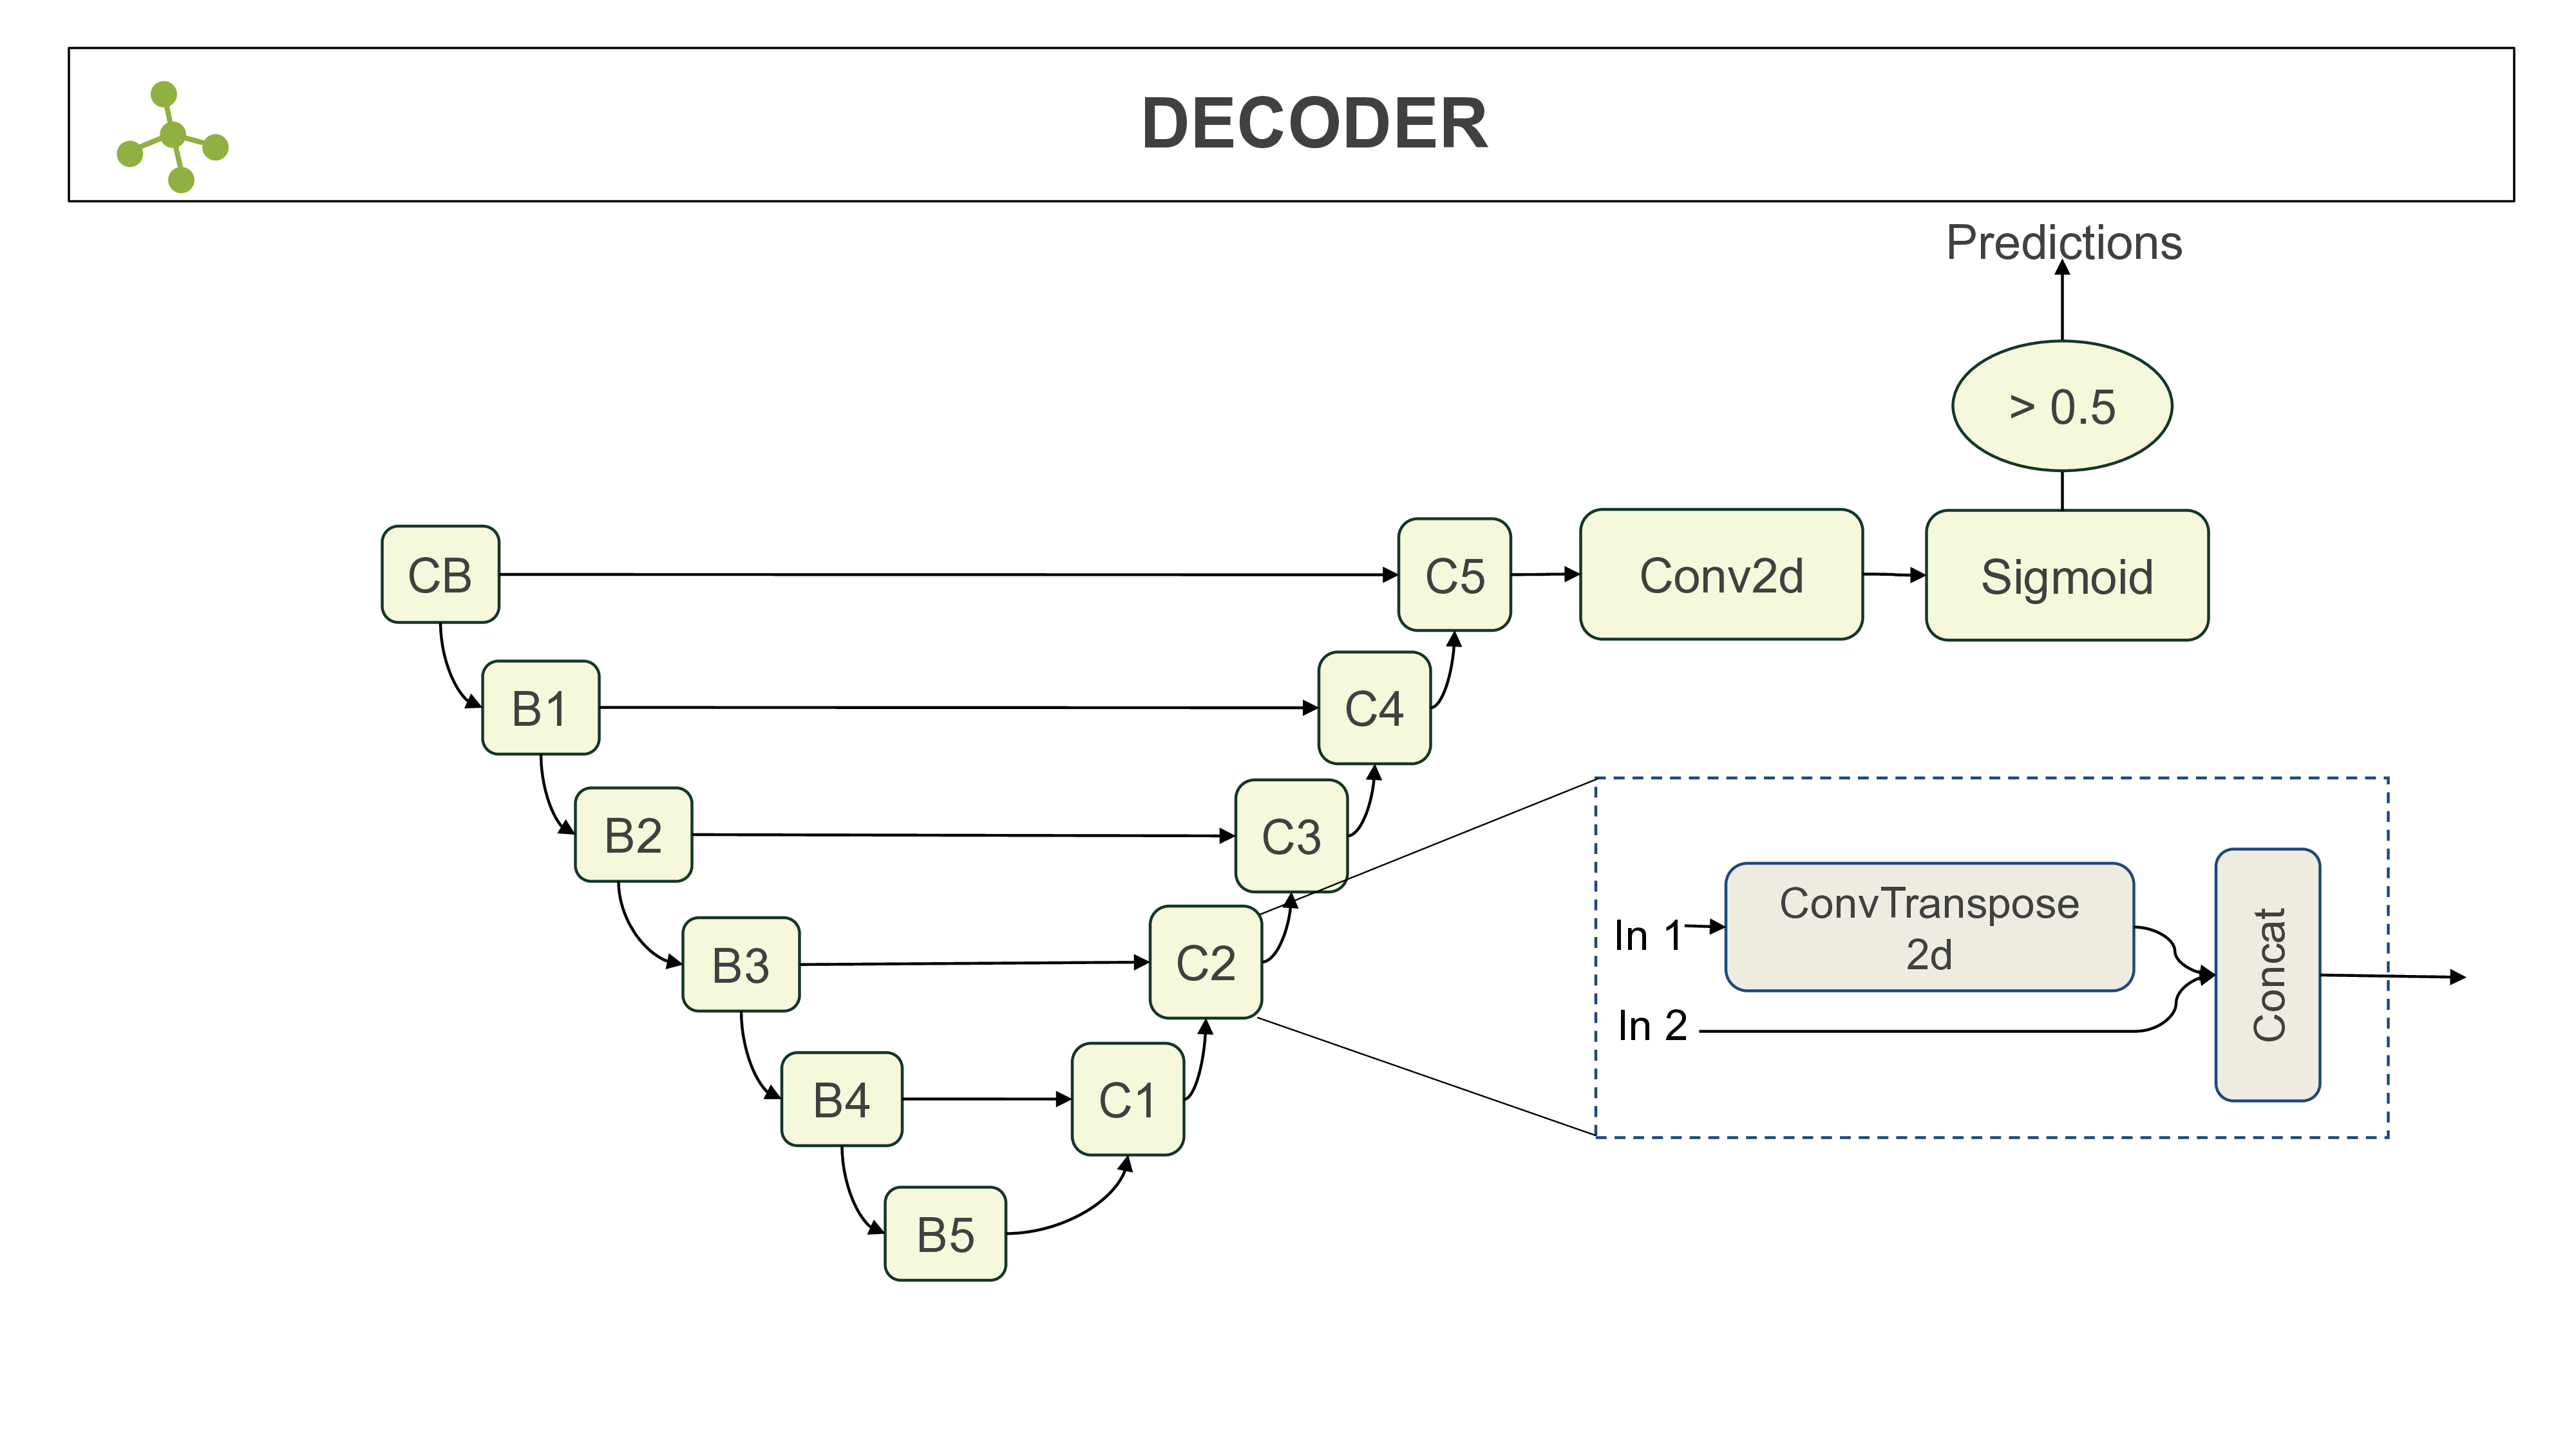 DECODER
Predictions
> 0.5
CB
C5
Conv2d
Sigmoid
B1
C4
B2
C3
B3
C2
B4
C1
B5
In 1
ConvTranspose
2d
In 2
Concat